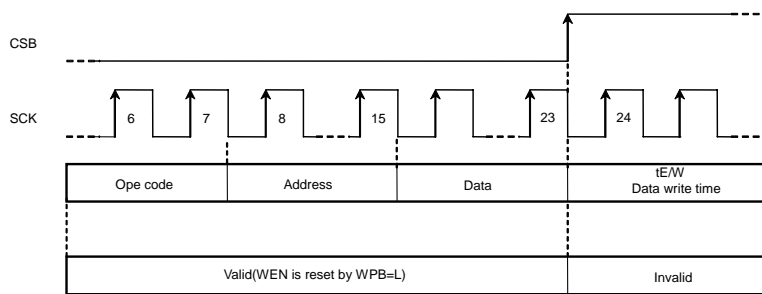 CSB
SCK
6 7 8 15 23 24
Ope code Address Data tE/W
Data write time
Valid(WEN is reset by WPB=L) Invalid